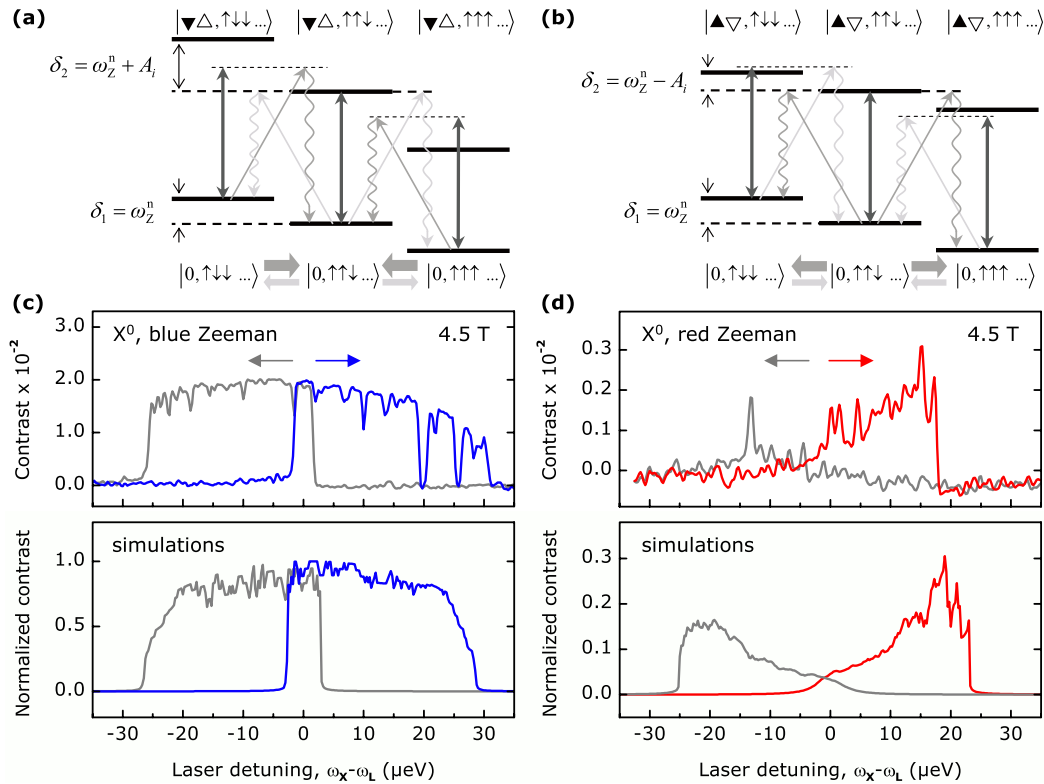 (a)
|▼△,↑↓↓ ...⟩ |▼△,↑↑↓ ...⟩ |▼△,↑↑↑ ...⟩
δ₂ = ωZⁿ + Aᵢ
δ₁ = ωZⁿ
|0,↑↓↓ ...⟩ |0,↑↑↓ ...⟩ |0,↑↑↑ ...⟩
(b)
|▲▽,↑↓↓ ...⟩ |▲▽,↑↑↓ ...⟩ |▲▽,↑↑↑ ...⟩
δ₂ = ωZⁿ − Aᵢ
δ₁ = ωZⁿ
|0,↑↓↓ ...⟩ |0,↑↑↓ ...⟩ |0,↑↑↑ ...⟩
(c)
X⁰, blue Zeeman 4.5 T
Contrast x 10⁻²
3.0
2.0
1.0
0.0
simulations
Normalized contrast
1.0
0.5
0.0
-30 -20 -10 0 10 20 30
Laser detuning, ωX-ωL (µeV)
(d)
X⁰, red Zeeman 4.5 T
Contrast x 10⁻²
0.3
0.2
0.1
0.0
simulations
Normalized contrast
0.3
0.2
0.1
0.0
-30 -20 -10 0 10 20 30
Laser detuning, ωX-ωL (µeV)